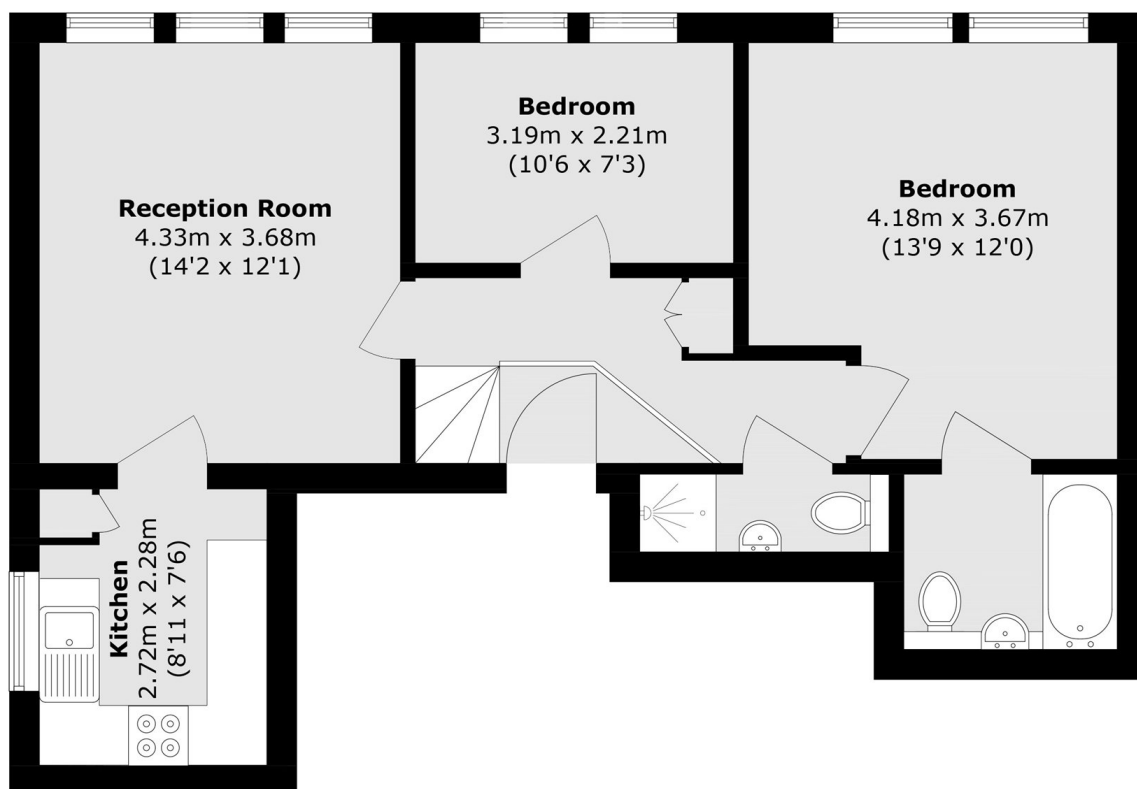 Reception Room
4.33m x 3.68m
(14'2 x 12'1)
Bedroom
3.19m x 2.21m
(10'6 x 7'3)
Bedroom
4.18m x 3.67m
(13'9 x 12'0)
Kitchen
2.72m x 2.28m
(8'11 x 7'6)